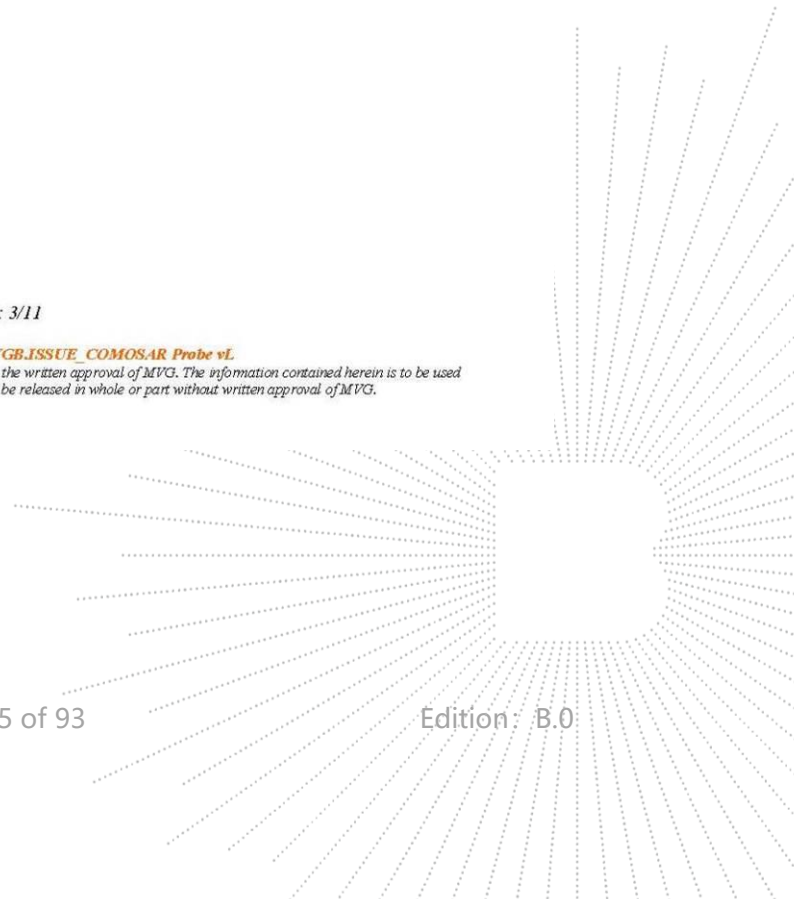 : 3/11
GB.ISSUE_COMOSAR Probe vL
the written approval of MVG. The information contained herein is to be used
be released in whole or part without written approval of MVG.
5 of 93
Edition: B.0